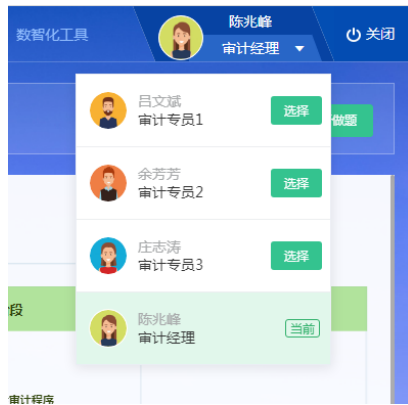 数智化工具
陈兆峰
审计经理
关闭
吕文斌
审计专员1
选择
做题
余芳芳
审计专员2
选择
庄志涛
审计专员3
选择
段
陈兆峰
审计经理
当前
审计程序